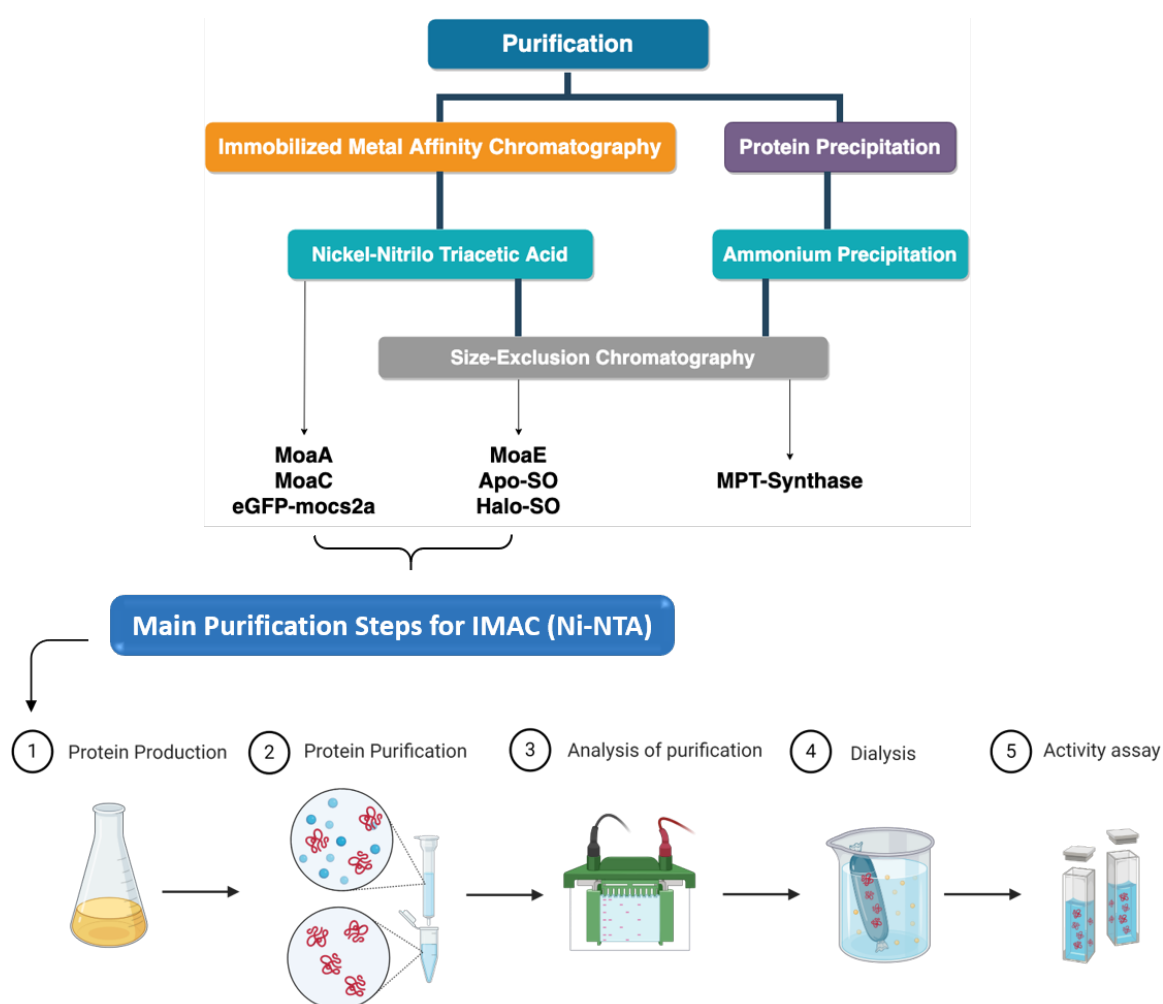 Purification
Immobilized Metal Affinity Chromatography
Protein Precipitation
Nickel-Nitrilo Triacetic Acid
Ammonium Precipitation
Size-Exclusion Chromatography
MoaA
MoaC
eGFP-mocs2a
MoaE
Apo-SO
Halo-SO
MPT-Synthase
Main Purification Steps for IMAC (Ni-NTA)
1 Protein Production
2 Protein Purification
3 Analysis of purification
4 Dialysis
5 Activity assay